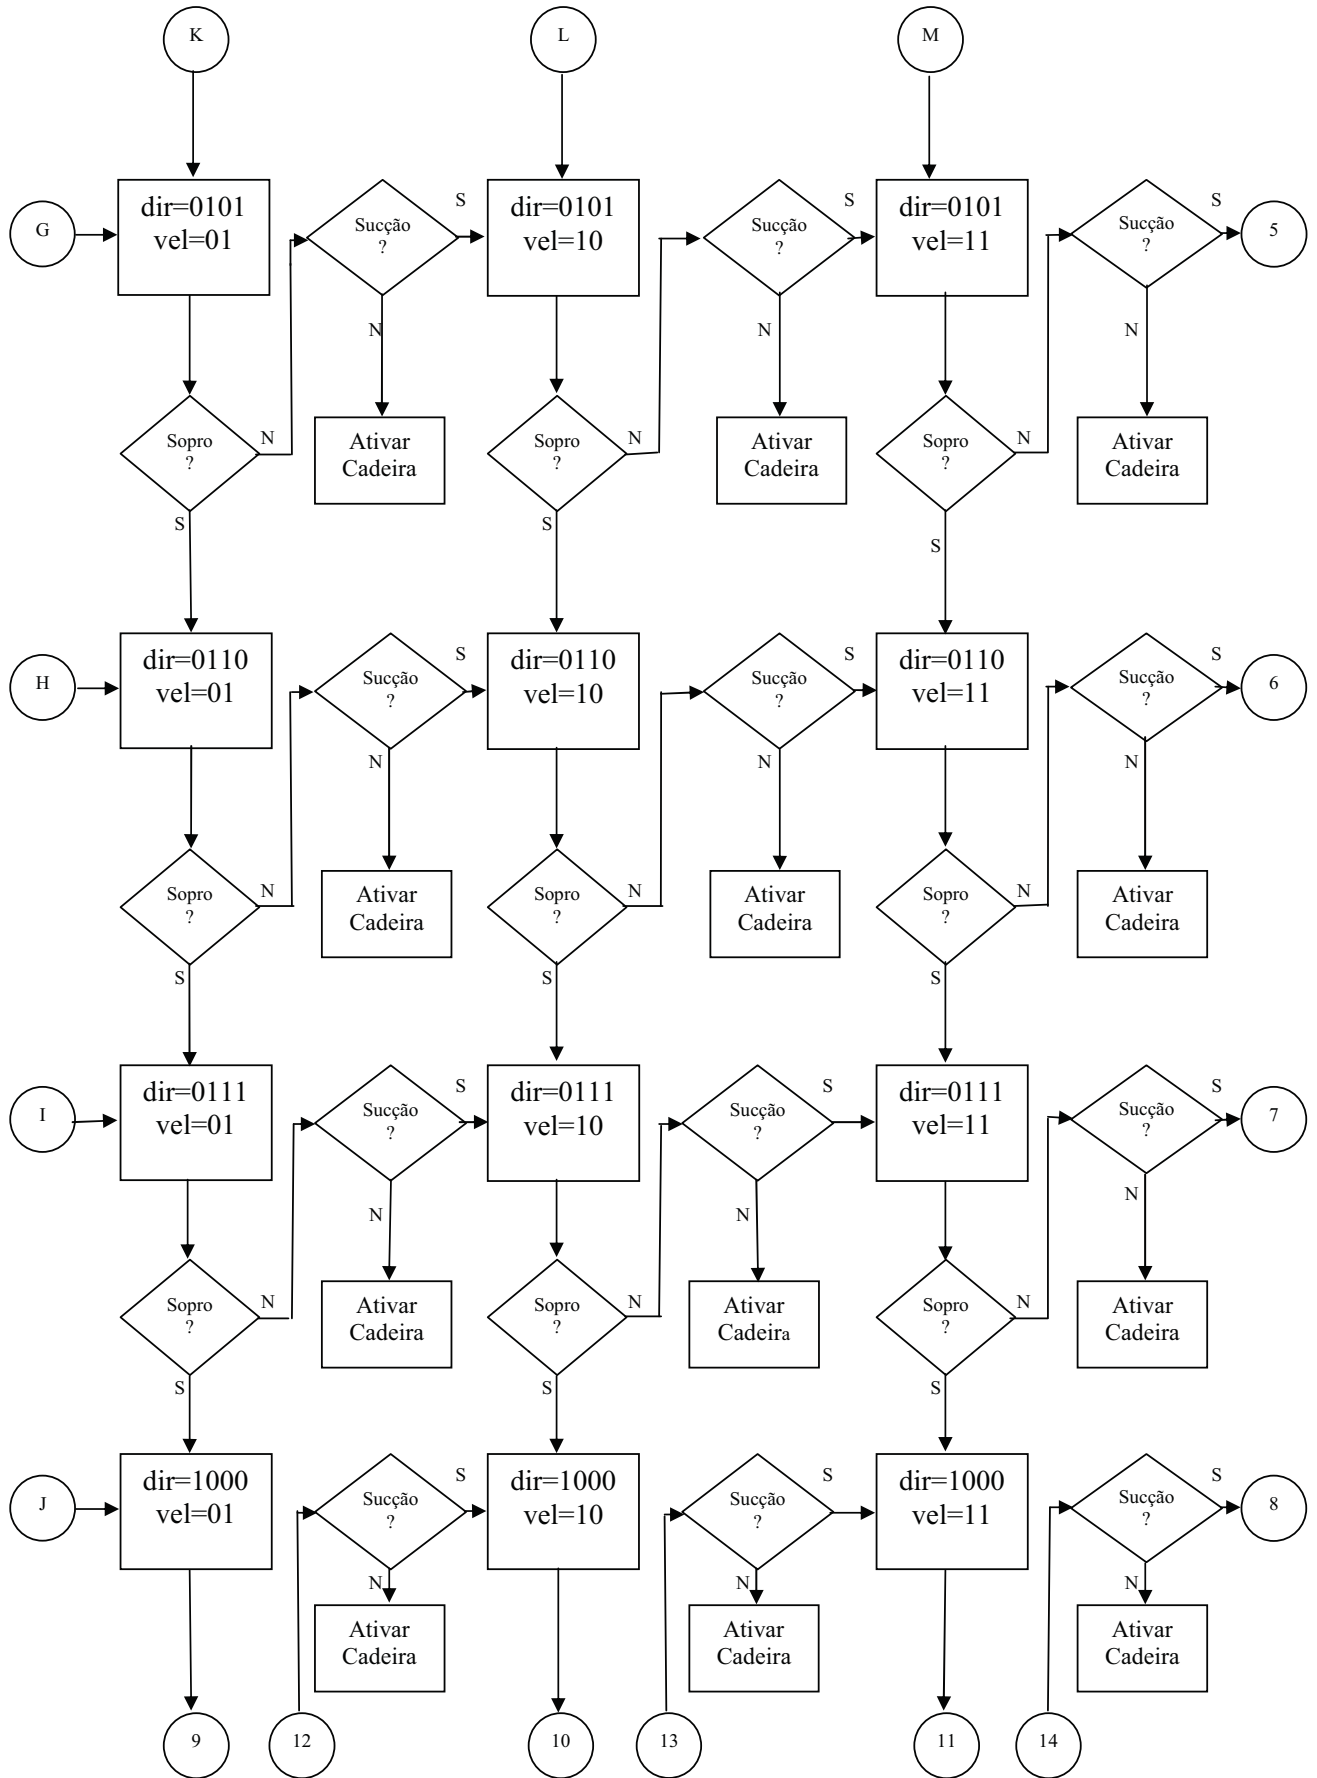 K
L
M
G
dir=0101
vel=01
Sucção
?
S
dir=0101
vel=10
Sucção
?
S
dir=0101
vel=11
Sucção
?
S
5
N
N
N
Sopro
?
N
Ativar
Cadeira
Sopro
?
N
Ativar
Cadeira
Sopro
?
N
Ativar
Cadeira
S
S
S
H
dir=0110
vel=01
Sucção
?
S
dir=0110
vel=10
Sucção
?
S
dir=0110
vel=11
Sucção
?
S
6
N
N
N
Sopro
?
N
Ativar
Cadeira
Sopro
?
N
Ativar
Cadeira
Sopro
?
N
Ativar
Cadeira
S
S
S
I
dir=0111
vel=01
Sucção
?
S
dir=0111
vel=10
Sucção
?
S
dir=0111
vel=11
Sucção
?
S
7
N
N
N
Sopro
?
N
Ativar
Cadeira
Sopro
?
N
Ativar
Cadeira
Sopro
?
N
Ativar
Cadeira
S
S
S
J
dir=1000
vel=01
Sucção
?
S
dir=1000
vel=10
Sucção
?
S
dir=1000
vel=11
Sucção
?
S
8
N
N
N
Ativar
Cadeira
Ativar
Cadeira
Ativar
Cadeira
9
12
10
13
11
14